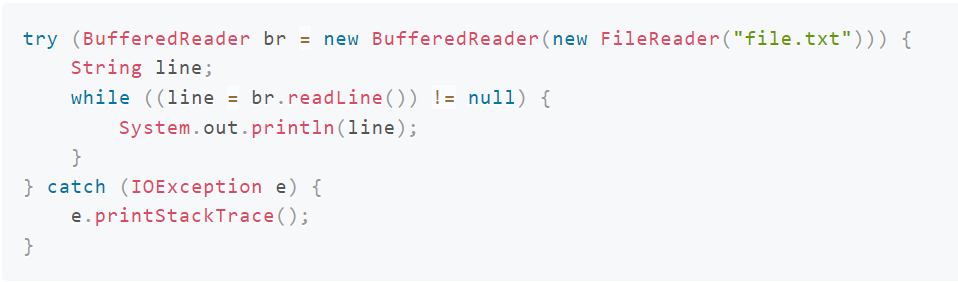 try (BufferedReader br = new BufferedReader(new FileReader("file.txt"))) {
    String line;
    while ((line = br.readLine()) != null) {
        System.out.println(line);
    }
} catch (IOException e) {
    e.printStackTrace();
}